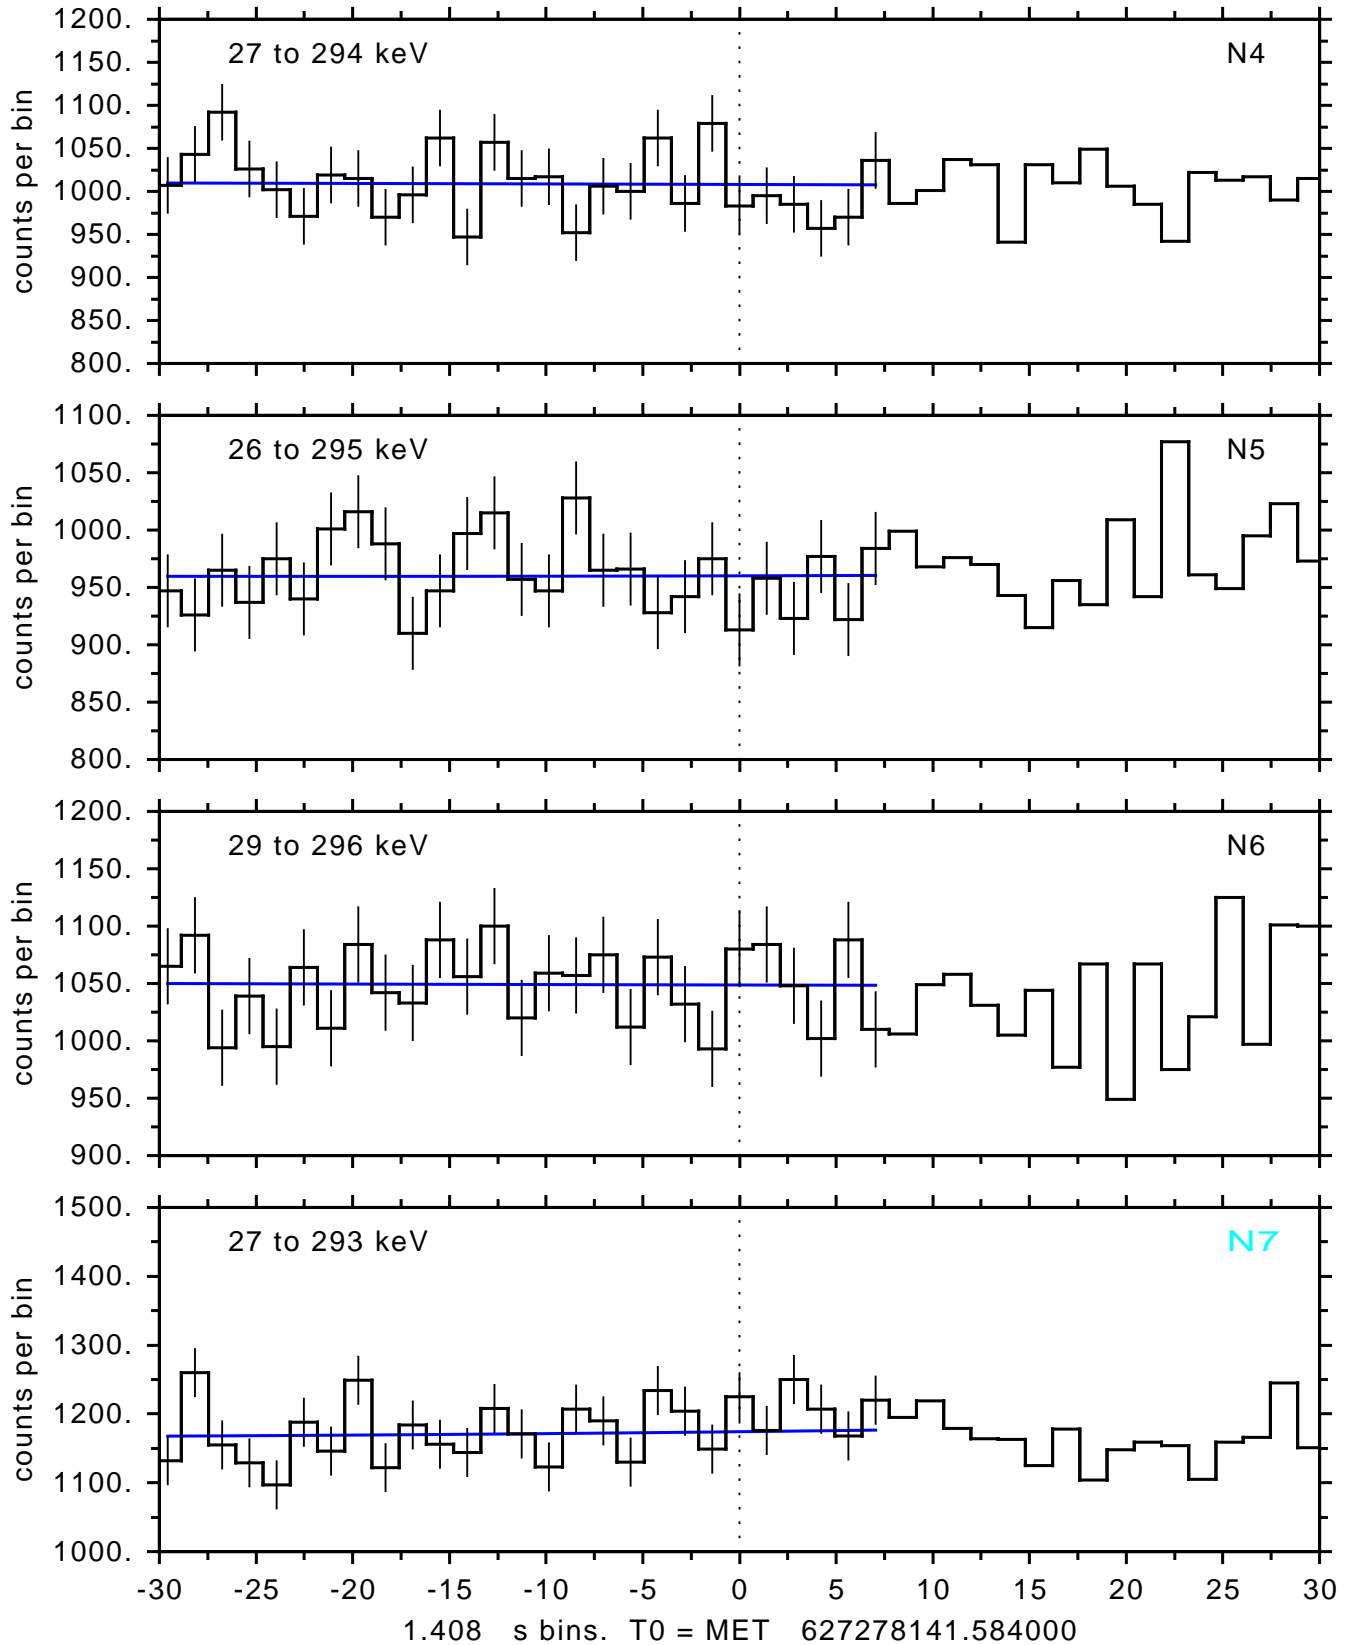 1200.
27 to 294 keV N4
1150.
1100.
1050.
1000.
950.
900.
850.
800.
counts per bin
1100.
26 to 295 keV N5
1050.
1000.
950.
900.
850.
800.
counts per bin
1200.
29 to 296 keV N6
1150.
1100.
1050.
1000.
950.
900.
counts per bin
1500.
27 to 293 keV N7
1400.
1300.
1200.
1100.
1000.
counts per bin
-30 -25 -20 -15 -10 -5 0 5 10 15 20 25 30
1.408 s bins. T0 = MET 627278141.584000